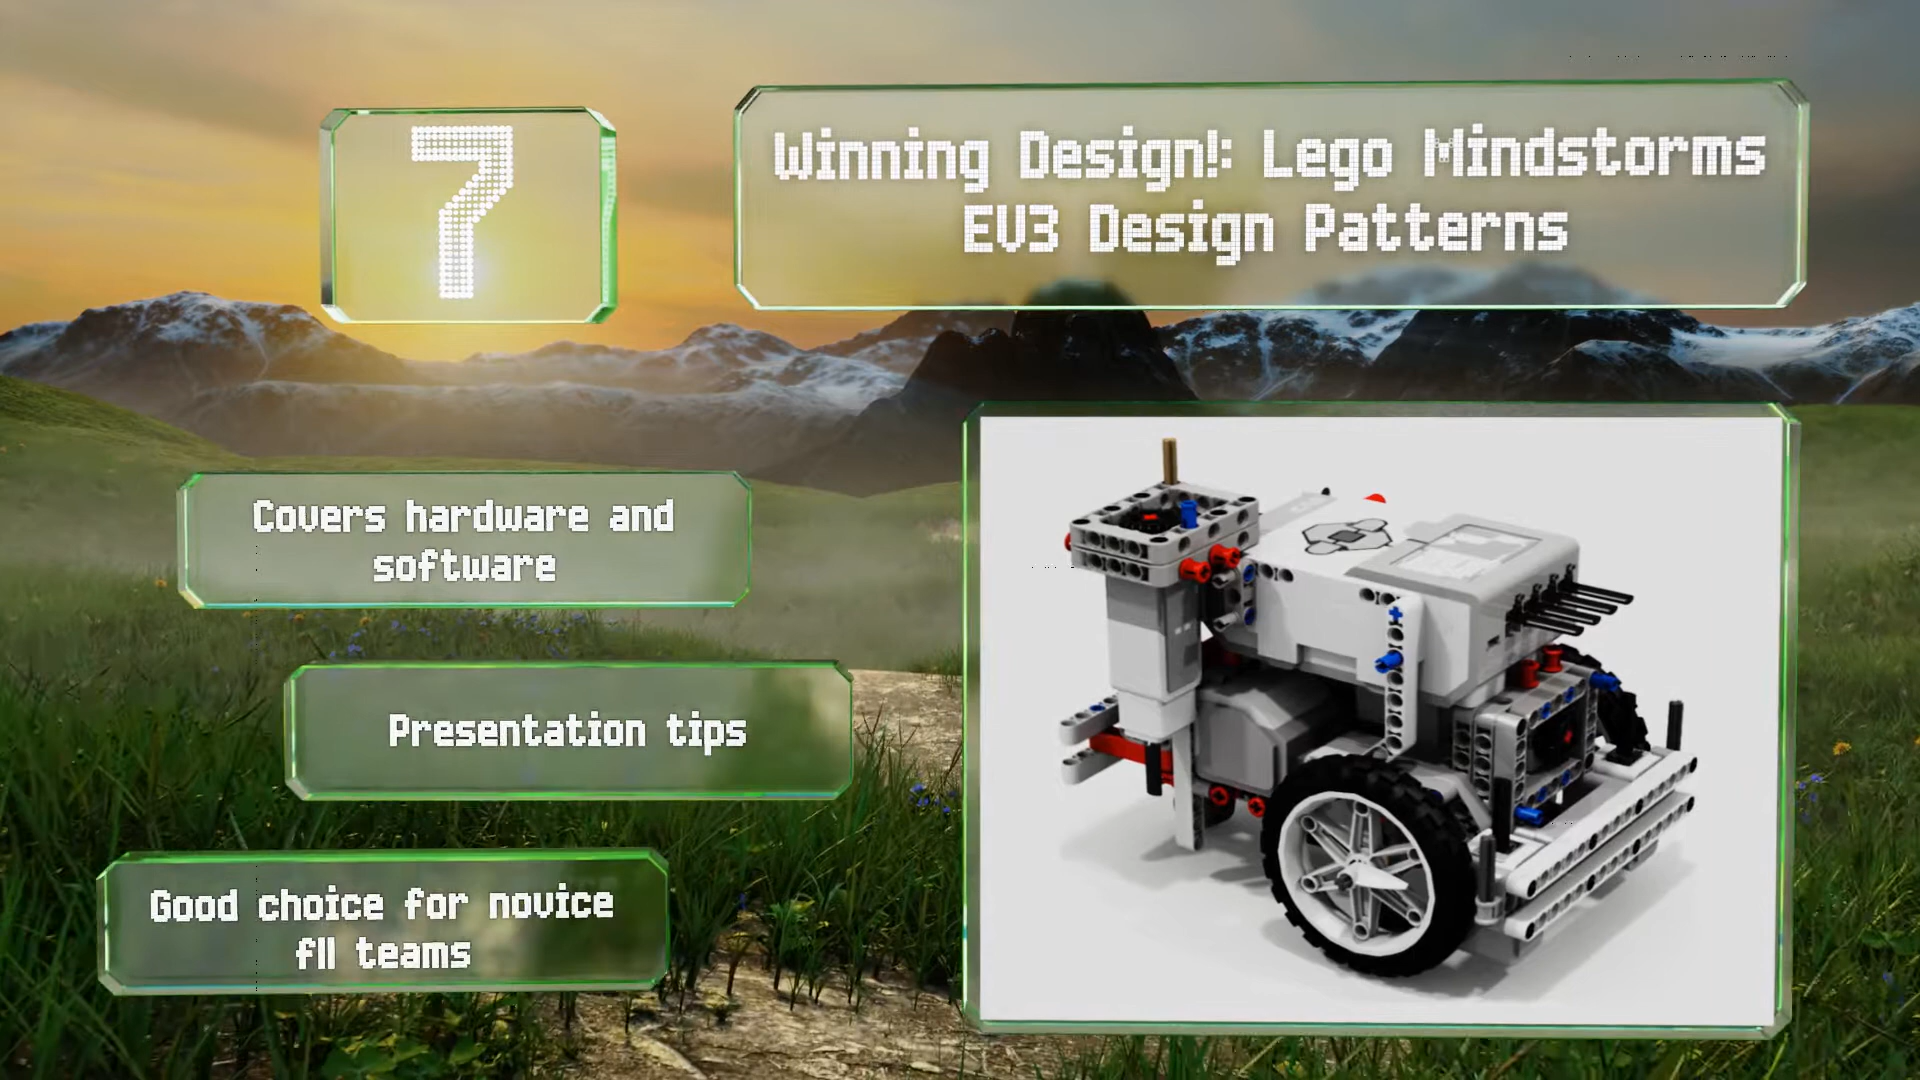 7
Winning Design!: Lego Mindstorms
EV3 Design Patterns
Covers hardware and
software
Presentation tips
Good choice for novice
fll teams